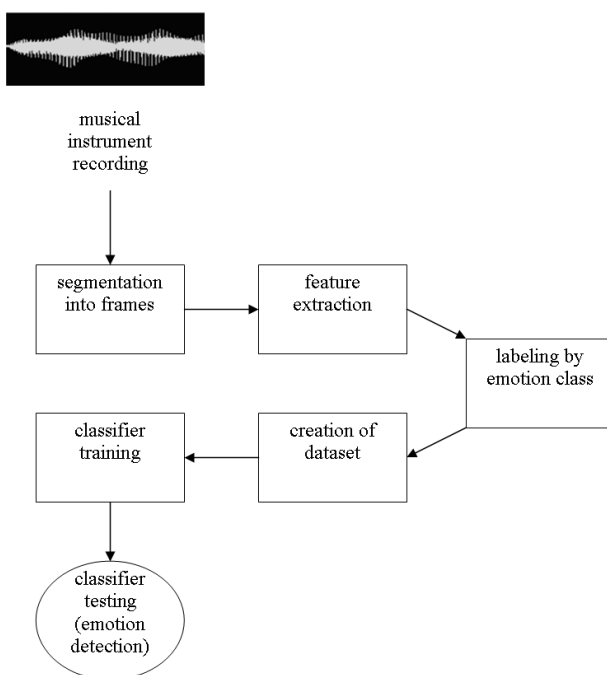 musical
instrument
recording
segmentation
into frames
feature
extraction
labeling by
emotion class
creation of
dataset
classifier
training
classifier
testing
(emotion
detection)